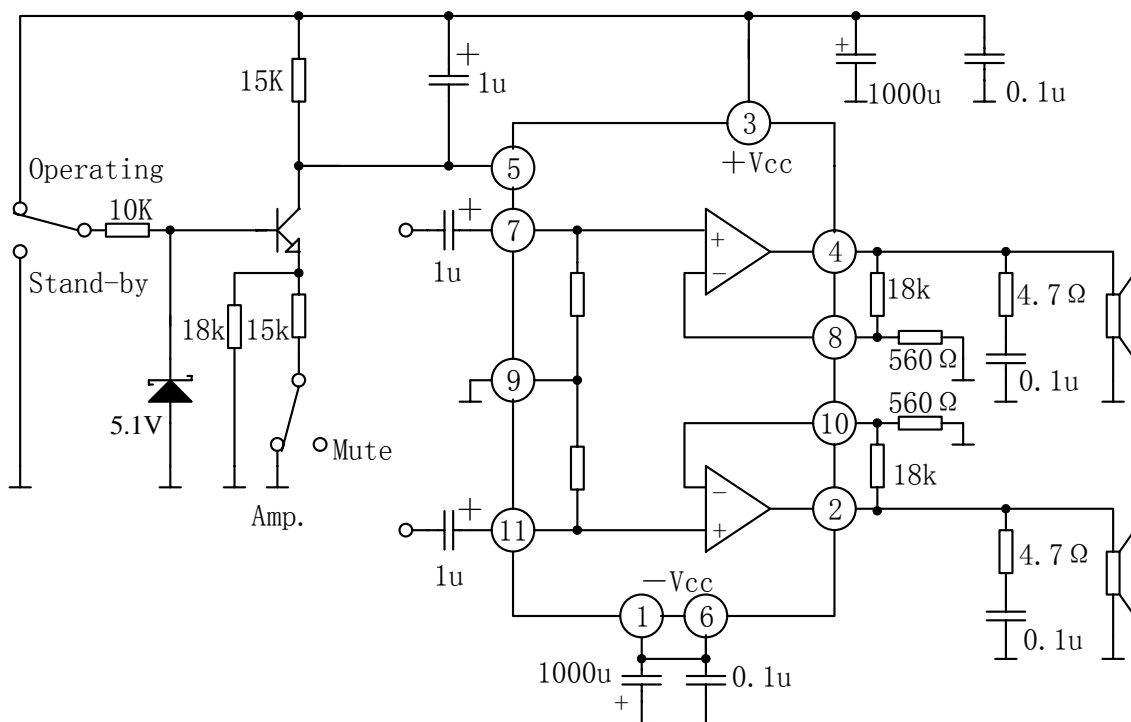 +
15K
+
1u
+
1000u
0.1u
3
+Vcc
5
Operating
10K
+
7
1u
+
−
4
Stand-by
18k
4.7Ω
18k
15k
8
560Ω
0.1u
9
5.1V
560Ω
10
Mute
−
18k
Amp.
+
11
+
2
1u
4.7Ω
−Vcc
1
6
0.1u
1000u
+
0.1u